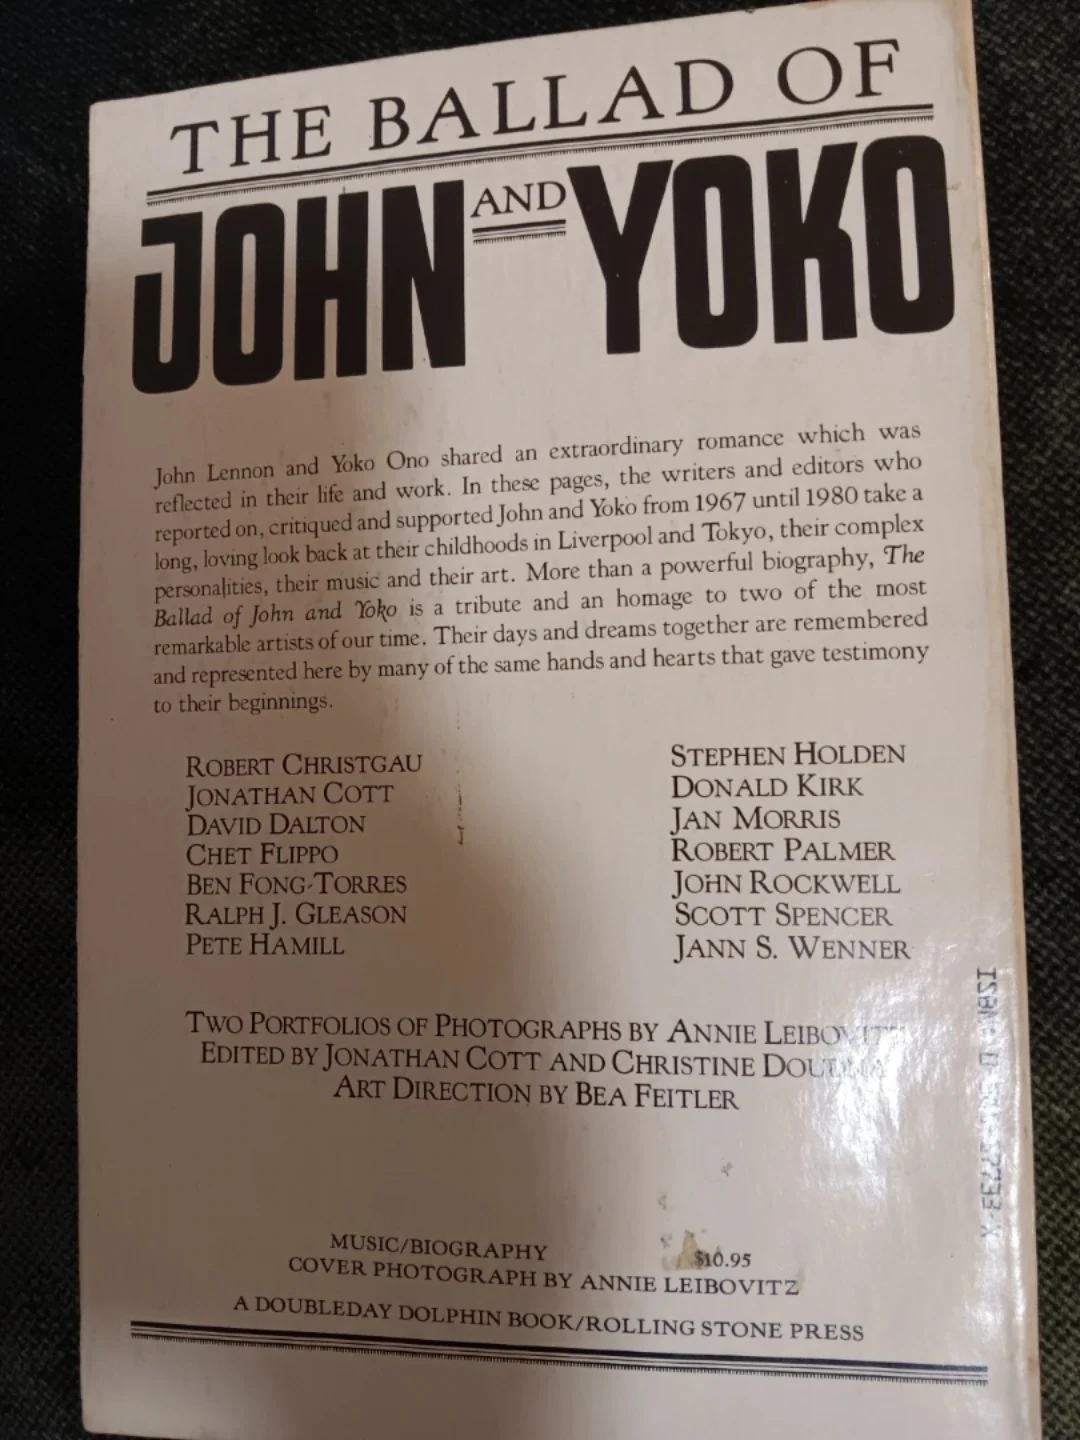 THE BALLAD OF
JOHN AND YOKO
John Lennon and Yoko Ono shared an extraordinary romance which was
reflected in their life and work. In these pages, the writers and editors who
reported on, critiqued and supported John and Yoko from 1967 until 1980 take a
long, loving look back at their childhoods in Liverpool and Tokyo, their complex
personalities, their music and their art. More than a powerful biography, The
Ballad of John and Yoko is a tribute and an homage to two of the most
remarkable artists of our time. Their days and dreams together are remembered
and represented here by many of the same hands and hearts that gave testimony
to their beginnings.
ROBERT CHRISTGAU
JONATHAN COTT
DAVID DALTON
CHET FLIPPO
BEN FONG-TORRES
RALPH J. GLEASON
PETE HAMILL
STEPHEN HOLDEN
DONALD KIRK
JAN MORRIS
ROBERT PALMER
JOHN ROCKWELL
SCOTT SPENCER
JANN S. WENNER
TWO PORTFOLIOS OF PHOTOGRAPHS BY ANNIE LEIBOVITZ
EDITED BY JONATHAN COTT AND CHRISTINE
ART DIRECTION BY BEA FEITLER
MUSIC/BIOGRAPHY $10.95
COVER PHOTOGRAPH BY ANNIE LEIBOVITZ
A DOUBLEDAY DOLPHIN BOOK/ROLLING STONE PRESS
ISBN: